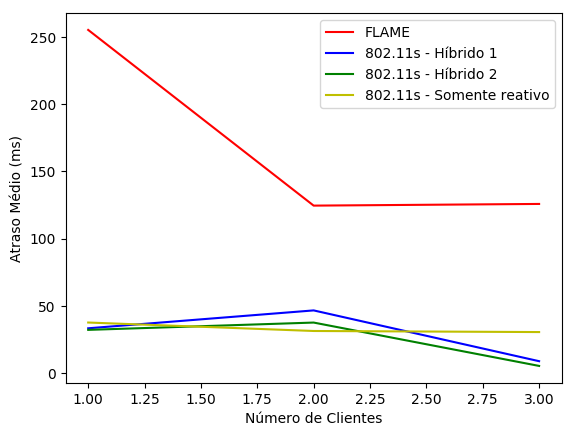 FLAME
802.11s - Híbrido 1
802.11s - Híbrido 2
802.11s - Somente reativo
Atraso Médio (ms)
250
200
150
100
50
0
1.00 1.25 1.50 1.75 2.00 2.25 2.50 2.75 3.00
Número de Clientes